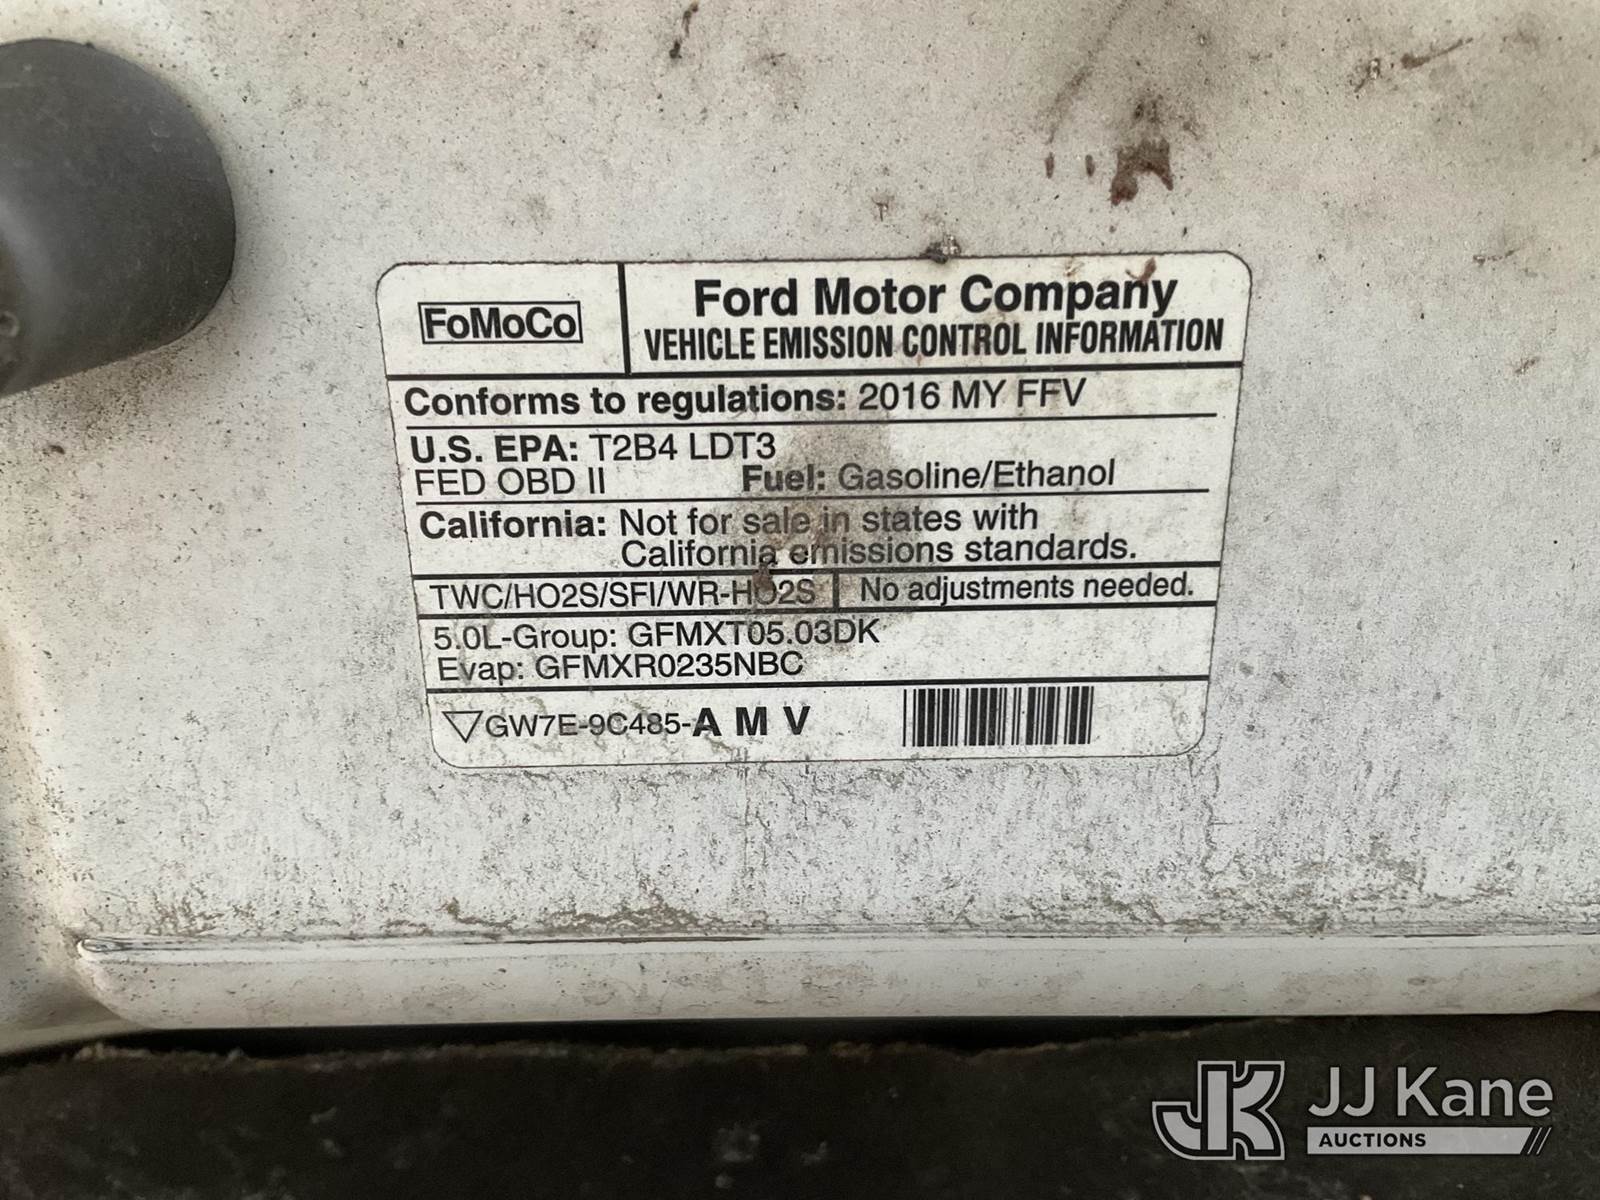 FoMoCo
Ford Motor Company
VEHICLE EMISSION CONTROL INFORMATION
Conforms to regulations: 2016 MY FFV
U.S. EPA: T2B4 LDT3
FED OBD II Fuel: Gasoline/Ethanol
California: Not for sale in states with
California emissions standards.
TWC/HO2S/SFI/WR-HO2S No adjustments needed.
5.0L-Group: GFMXT05.03DK
Evap: GFMXR0235NBC
GW7E-9C485-A M V
JK JJ Kane
AUCTIONS